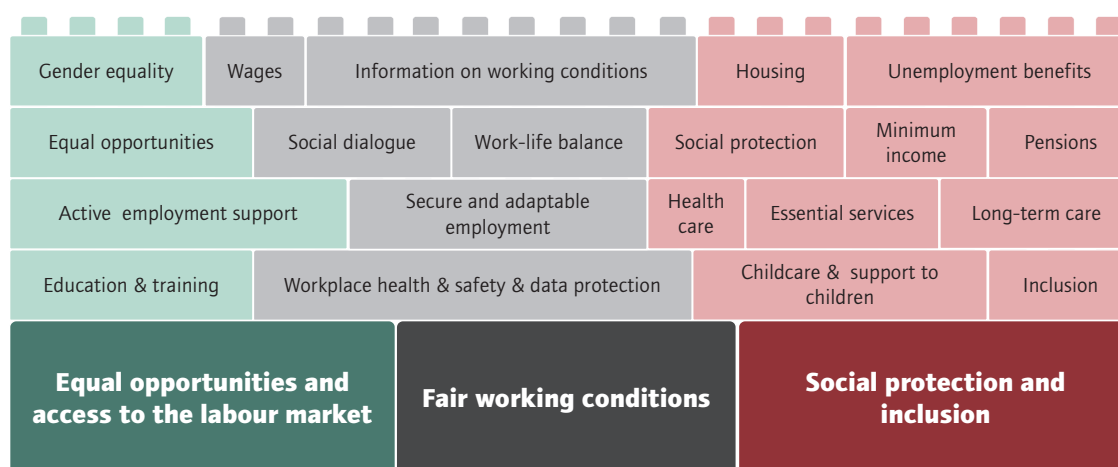 Gender equality
Wages
Information on working conditions
Housing
Unemployment benefits
Equal opportunities
Social dialogue
Work-life balance
Social protection
Minimum
income
Pensions
Active employment support
Secure and adaptable
employment
Health
care
Essential services
Long-term care
Education & training
Workplace health & safety & data protection
Childcare & support to
children
Inclusion
Equal opportunities and
access to the labour market
Fair working conditions
Social protection and
inclusion